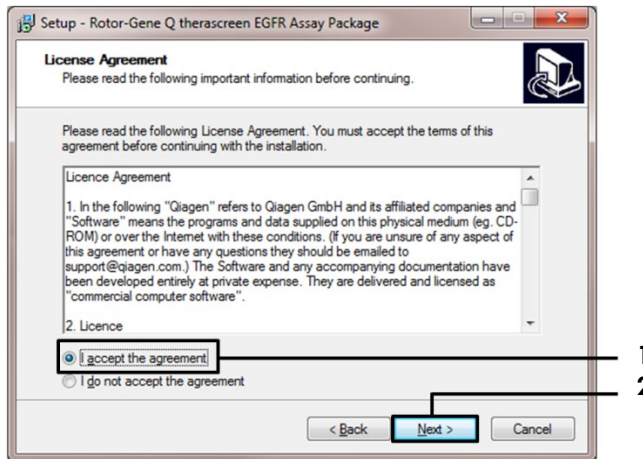 Setup - Rotor-Gene Q therascreen EGFR Assay Package
License Agreement
Please read the following important information before continuing.
Please read the following License Agreement. You must accept the terms of this
agreement before continuing with the installation.
Licence Agreement
1. In the following "Qiagen" refers to Qiagen GmbH and its affiliated companies and
"Software" means the programs and data supplied on this physical medium (eg. CD-
ROM) or over the Internet with these conditions. (If you are unsure of any aspect of
this agreement or have any questions they should be emailed to
support@qiagen.com.) The Software and any accompanying documentation have
been developed entirely at private expense. They are delivered and licensed as
"commercial computer software".
2. Licence
I accept the agreement
1
I do not accept the agreement
2
< Back Next > Cancel